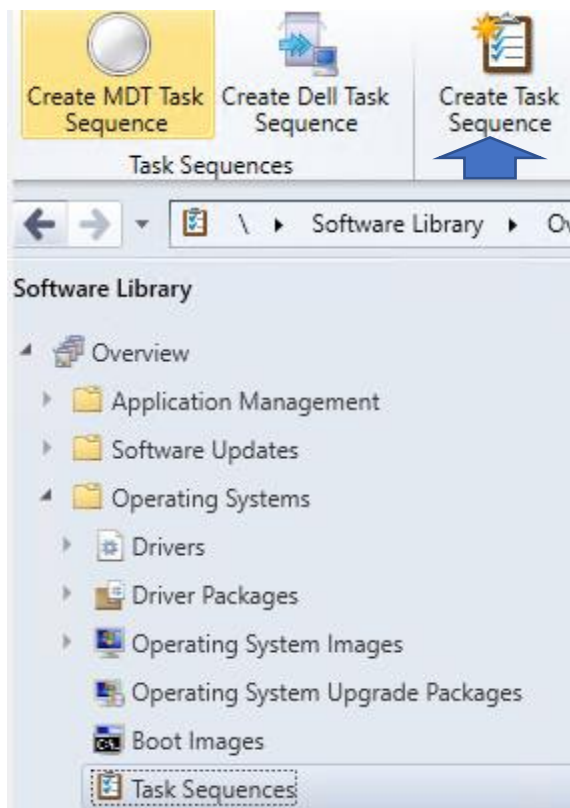 Create MDT Task Create Dell Task Create Task
Sequence Sequence Sequence
Task Sequences
\ Software Library Ov
Software Library
Overview
Application Management
Software Updates
Operating Systems
Drivers
Driver Packages
Operating System Images
Operating System Upgrade Packages
Boot Images
Task Sequences